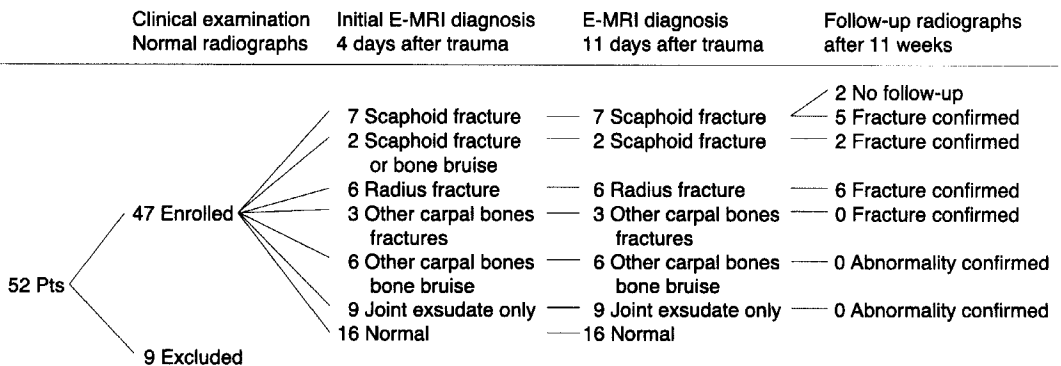 Clinical examination
Normal radiographs
Initial E-MRI diagnosis
4 days after trauma
E-MRI diagnosis
11 days after trauma
Follow-up radiographs
after 11 weeks
52 Pts
47 Enrolled
9 Excluded
7 Scaphoid fracture
2 Scaphoid fracture
or bone bruise
6 Radius fracture
3 Other carpal bones
fractures
6 Other carpal bones
bone bruise
9 Joint exsudate only
16 Normal
7 Scaphoid fracture
2 Scaphoid fracture
6 Radius fracture
3 Other carpal bones
fractures
6 Other carpal bones
bone bruise
9 Joint exsudate only
16 Normal
2 No follow-up
5 Fracture confirmed
2 Fracture confirmed
6 Fracture confirmed
0 Fracture confirmed
0 Abnormality confirmed
0 Abnormality confirmed